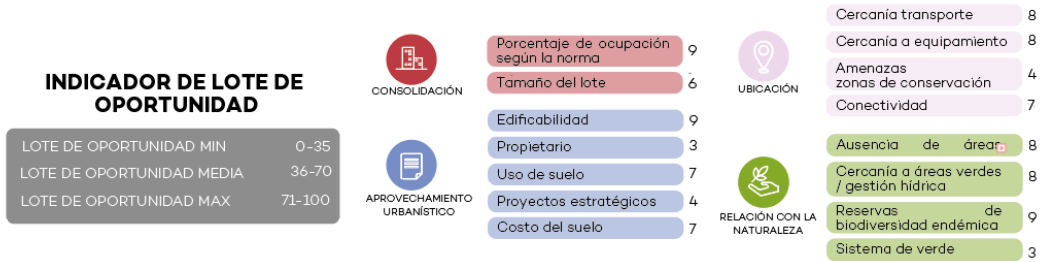 INDICADOR DE LOTE DE
OPORTUNIDAD
LOTE DE OPORTUNIDAD MIN 0-35
LOTE DE OPORTUNIDAD MEDIA 36-70
LOTE DE OPORTUNIDAD MAX 71-100
CONSOLIDACIÓN
Porcentaje de ocupación
según la norma 9
Tamaño del lote 6
APROVECHAMIENTO
URBANÍSTICO
Edificabilidad 9
Propietario 3
Uso de suelo 7
Proyectos estratégicos 4
Costo del suelo 7
UBICACIÓN
Cercanía transporte 8
Cercanía a equipamiento 8
Amenazas
zonas de conservación 4
Conectividad 7
RELACIÓN CON LA
NATURALEZA
Ausencia de áreas 8
Cercanía a áreas verdes
/ gestión hídrica 8
Reservas de
biodiversidad endémica 9
Sistema de verde 3